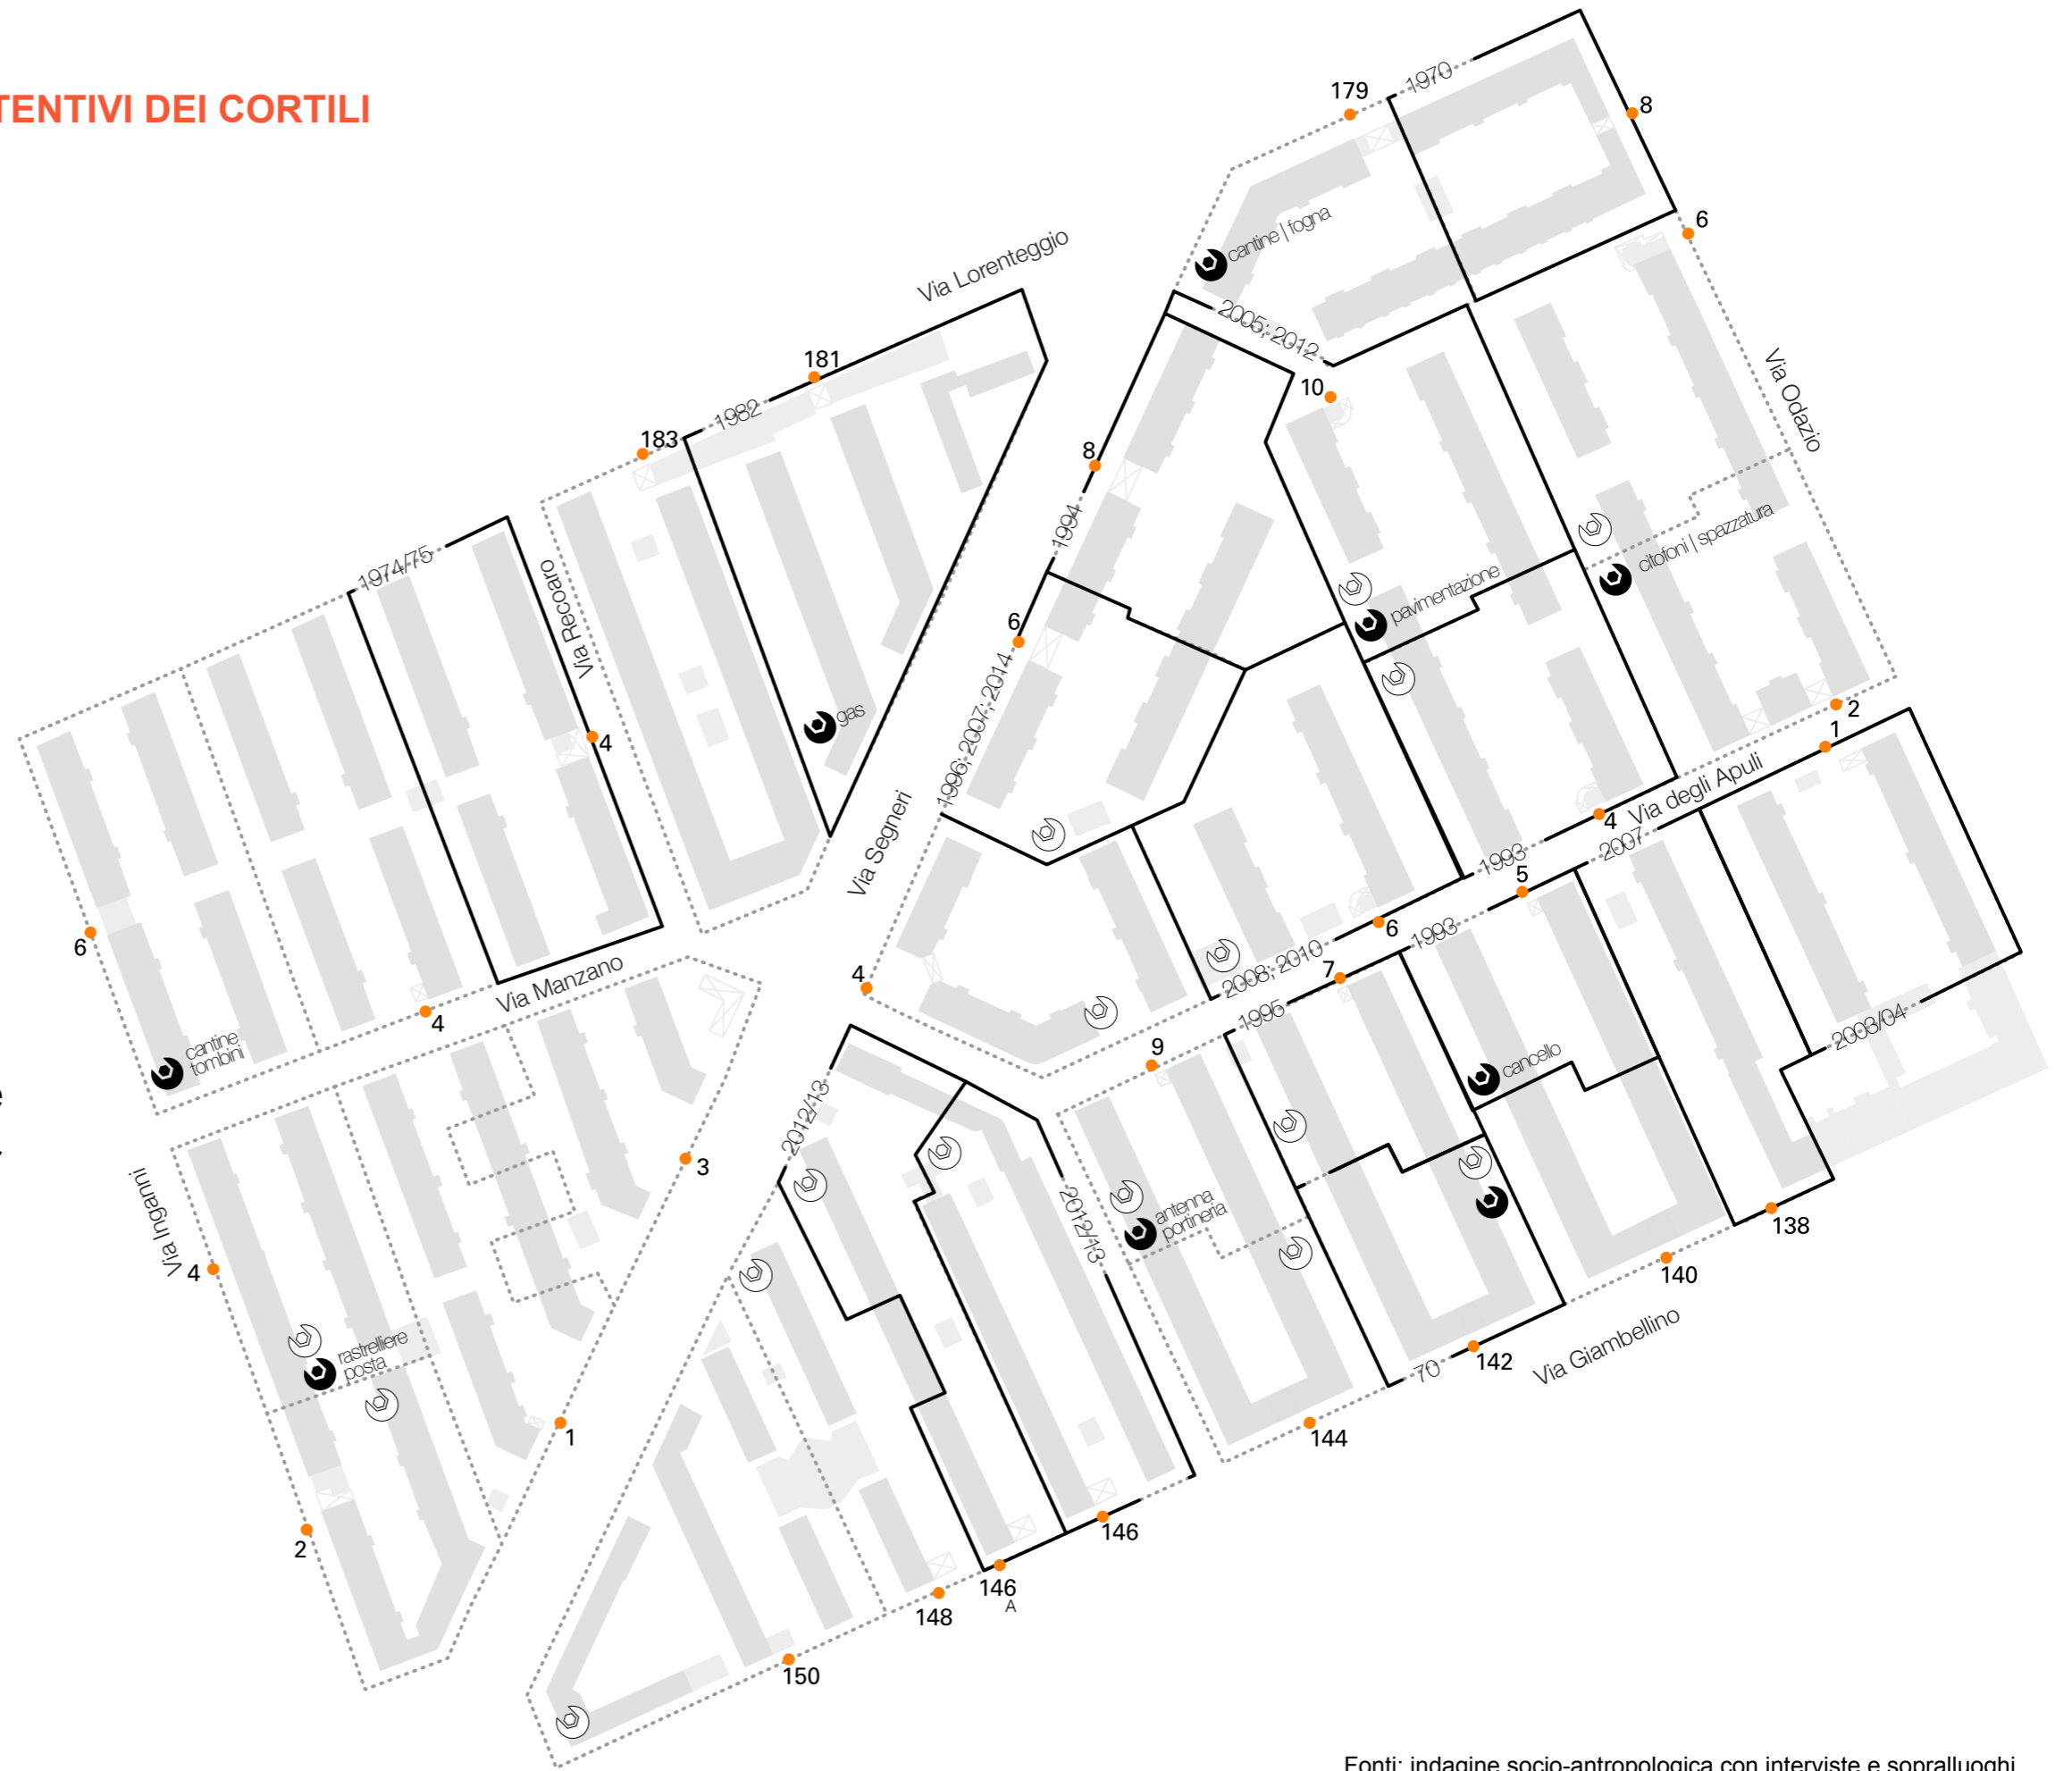 TENTIVI DEI CORTILI
179
1970
8
6
cantine | fogna
Via Lorenteggio
2005; 2012
181
1982
183
10
Via Odazio
8
1994
1974/75
Via Recoaro
citofoni | spazzatura
pavimentazione
6
1996; 2007; 2014
gas
4
2
1
Via degli Apuli
4
2007
Via Segneri
1993
5
6
1993
6
7
2008; 2010
4
Via Manzano
4
1995
2003/04
cantine
tombini
9
cancello
2012/13
3
Via Inganni
antenna
portineria
2012/13
138
4
140
Via Giambellino
rastrelliere
posta
142
70
144
1
146
2
146
A
148
150
Fonti: indagine socio-antropologica con interviste e sopralluoghi